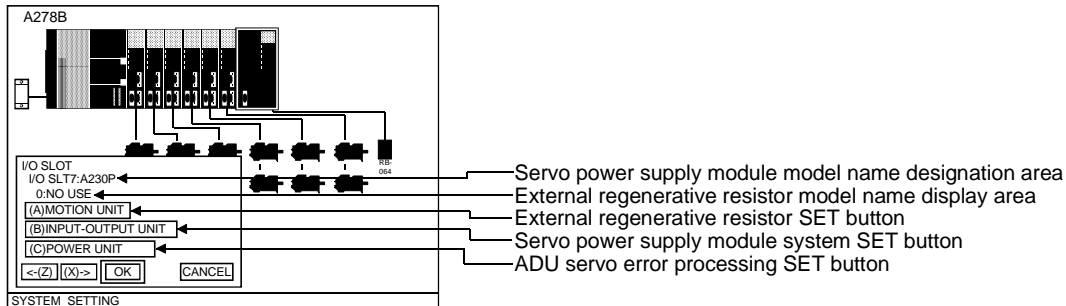 A278B
RB-
064
I/O SLOT
I/O SLT7:A230P
0:NO USE
(A)MOTION UNIT
(B)INPUT-OUTPUT UNIT
(C)POWER UNIT
<-(Z) (X)-> OK CANCEL
SYSTEM SETTING
Servo power supply module model name designation area
External regenerative resistor model name display area
External regenerative resistor SET button
Servo power supply module system SET button
ADU servo error processing SET button